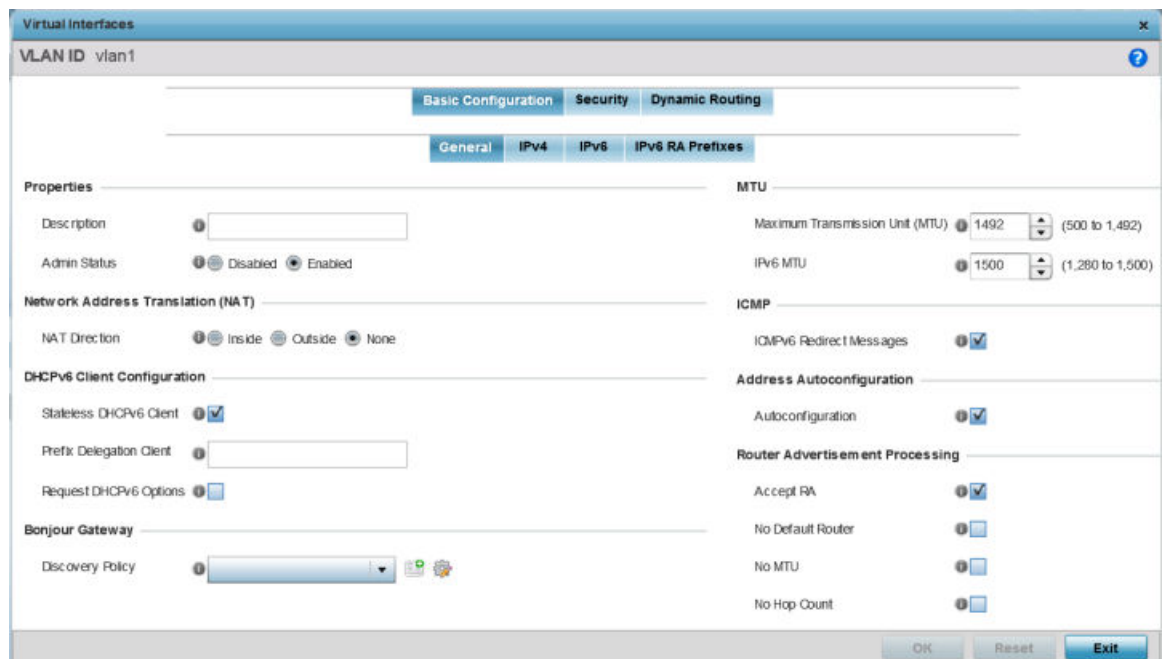 Virtual Interfaces
VLAN ID vlan1
Basic Configuration Security Dynamic Routing
General IPv4 IPv6 IPv6 RA Prefixes
Properties
Description
Admin Status Disabled Enabled
Network Address Translation (NAT)
NAT Direction Inside Outside None
DHCPv6 Client Configuration
Stateless DHCPv6 Client
Prefix Delegation Client
Request DHCPv6 Options
Bonjour Gateway
Discovery Policy
MTU
Maximum Transmission Unit (MTU) 1492 (500 to 1,492)
IPv6 MTU 1500 (1,280 to 1,500)
ICMP
ICMPv6 Redirect Messages
Address Autoconfiguration
Autoconfiguration
Router Advertisement Processing
Accept RA
No Default Router
No MTU
No Hop Count
OK Reset Exit